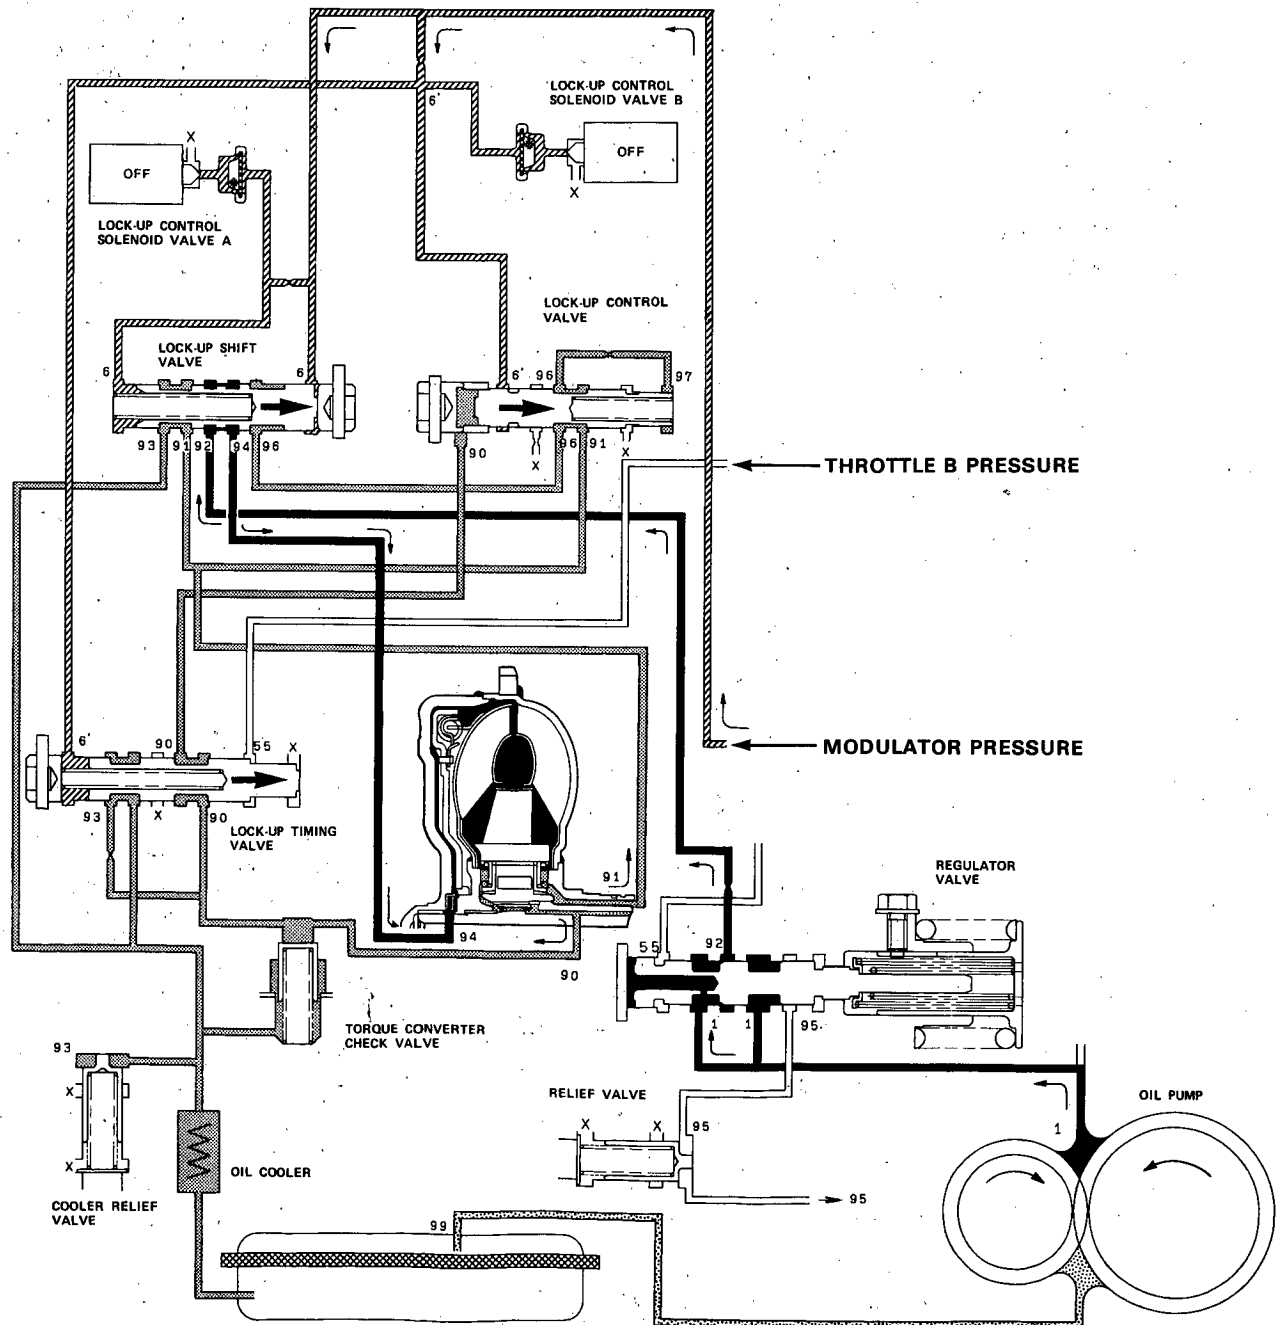 LOCK-UP CONTROL
SOLENOID VALVE B
6'
X
OFF
OFF
X
LOCK-UP CONTROL
SOLENOID VALVE A
LOCK-UP CONTROL
VALVE
LOCK-UP SHIFT
VALVE
6
6
6'
96
97
93
91
92
94
96
90
X
96
91
X
THROTTLE B PRESSURE
6'
90
55
X
MODULATOR PRESSURE
93
X
90
LOCK-UP TIMING
VALVE
91
REGULATOR
VALVE
94
90
55
92
1
1
95
TORQUE CONVERTER
CHECK VALVE
93
X
X
RELIEF VALVE
X
X
95
OIL PUMP
1
OIL COOLER
COOLER RELIEF
VALVE
95
99